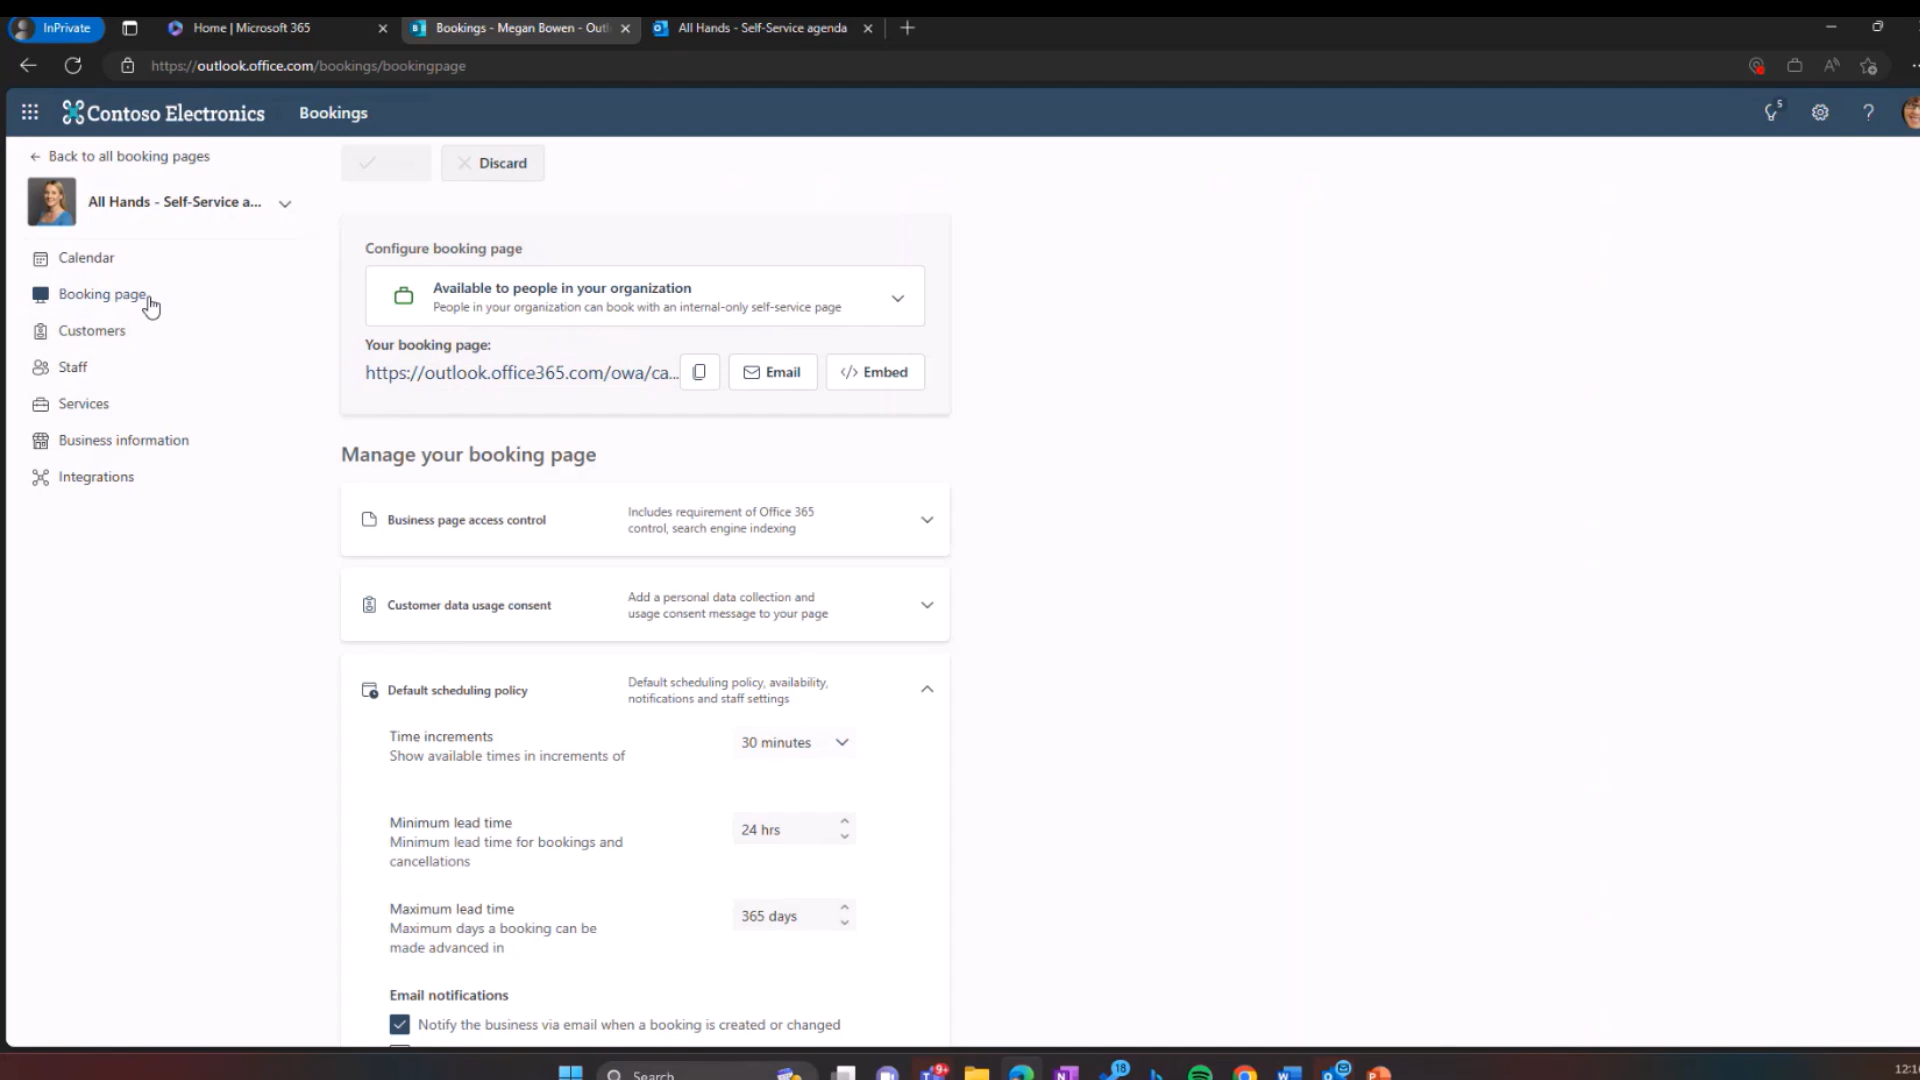 InPrivate
Home | Microsoft 365
Bookings - Megan Bowen - Outl
All Hands - Self-Service agenda
https://outlook.office.com/bookings/bookingpage
Contoso Electronics
Bookings
5
?
Back to all booking pages
All Hands - Self-Service a...
Calendar
Booking page
Customers
Staff
Services
Business information
Integrations
Discard
Configure booking page
Available to people in your organization
People in your organization can book with an internal-only self-service page
Your booking page:
https://outlook.office365.com/owa/ca...
Email
Embed
Manage your booking page
Business page access control
Includes requirement of Office 365
control, search engine indexing
Customer data usage consent
Add a personal data collection and
usage consent message to your page
Default scheduling policy
Default scheduling policy, availability,
notifications and staff settings
Time increments
Show available times in increments of
30 minutes
Minimum lead time
Minimum lead time for bookings and
cancellations
24 hrs
Maximum lead time
Maximum days a booking can be
made advanced in
365 days
Email notifications
Notify the business via email when a booking is created or changed
Search
9+
18